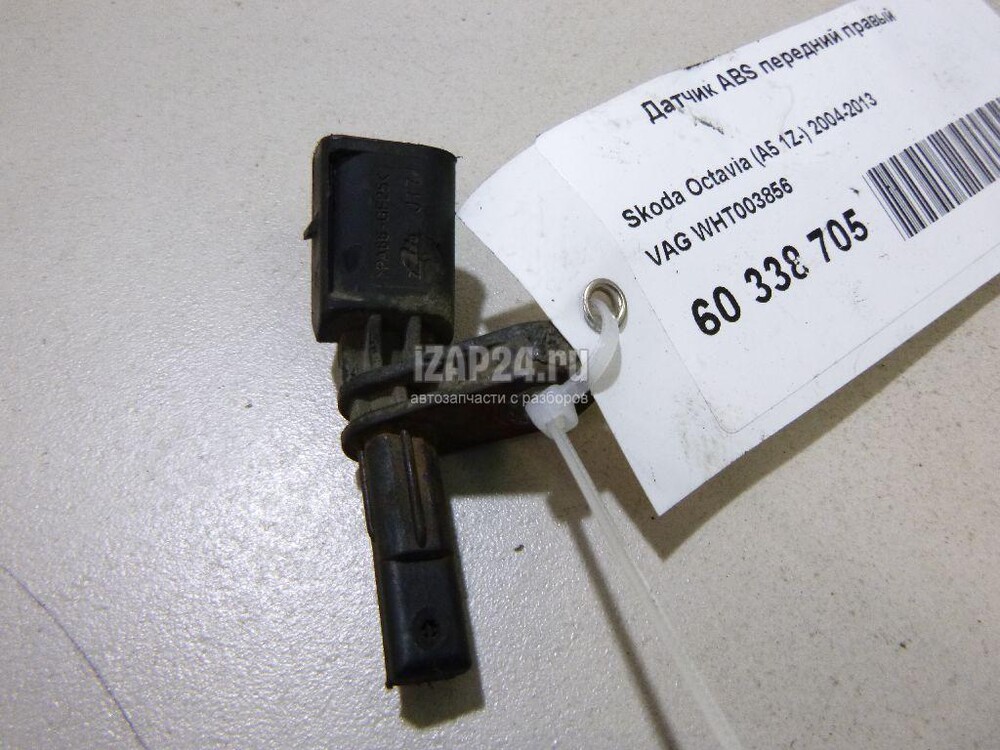 Датчик ABS передний правый
Skoda Octavia (A5 1Z-) 2004-2013
VAG WHT003856
60 338 705
iZAP24.ru
автозапчасти с разборов